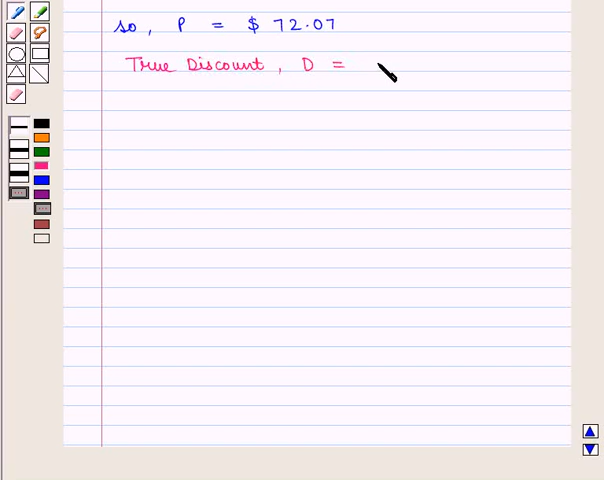 so, P = $ 72.07
True Discount, D =